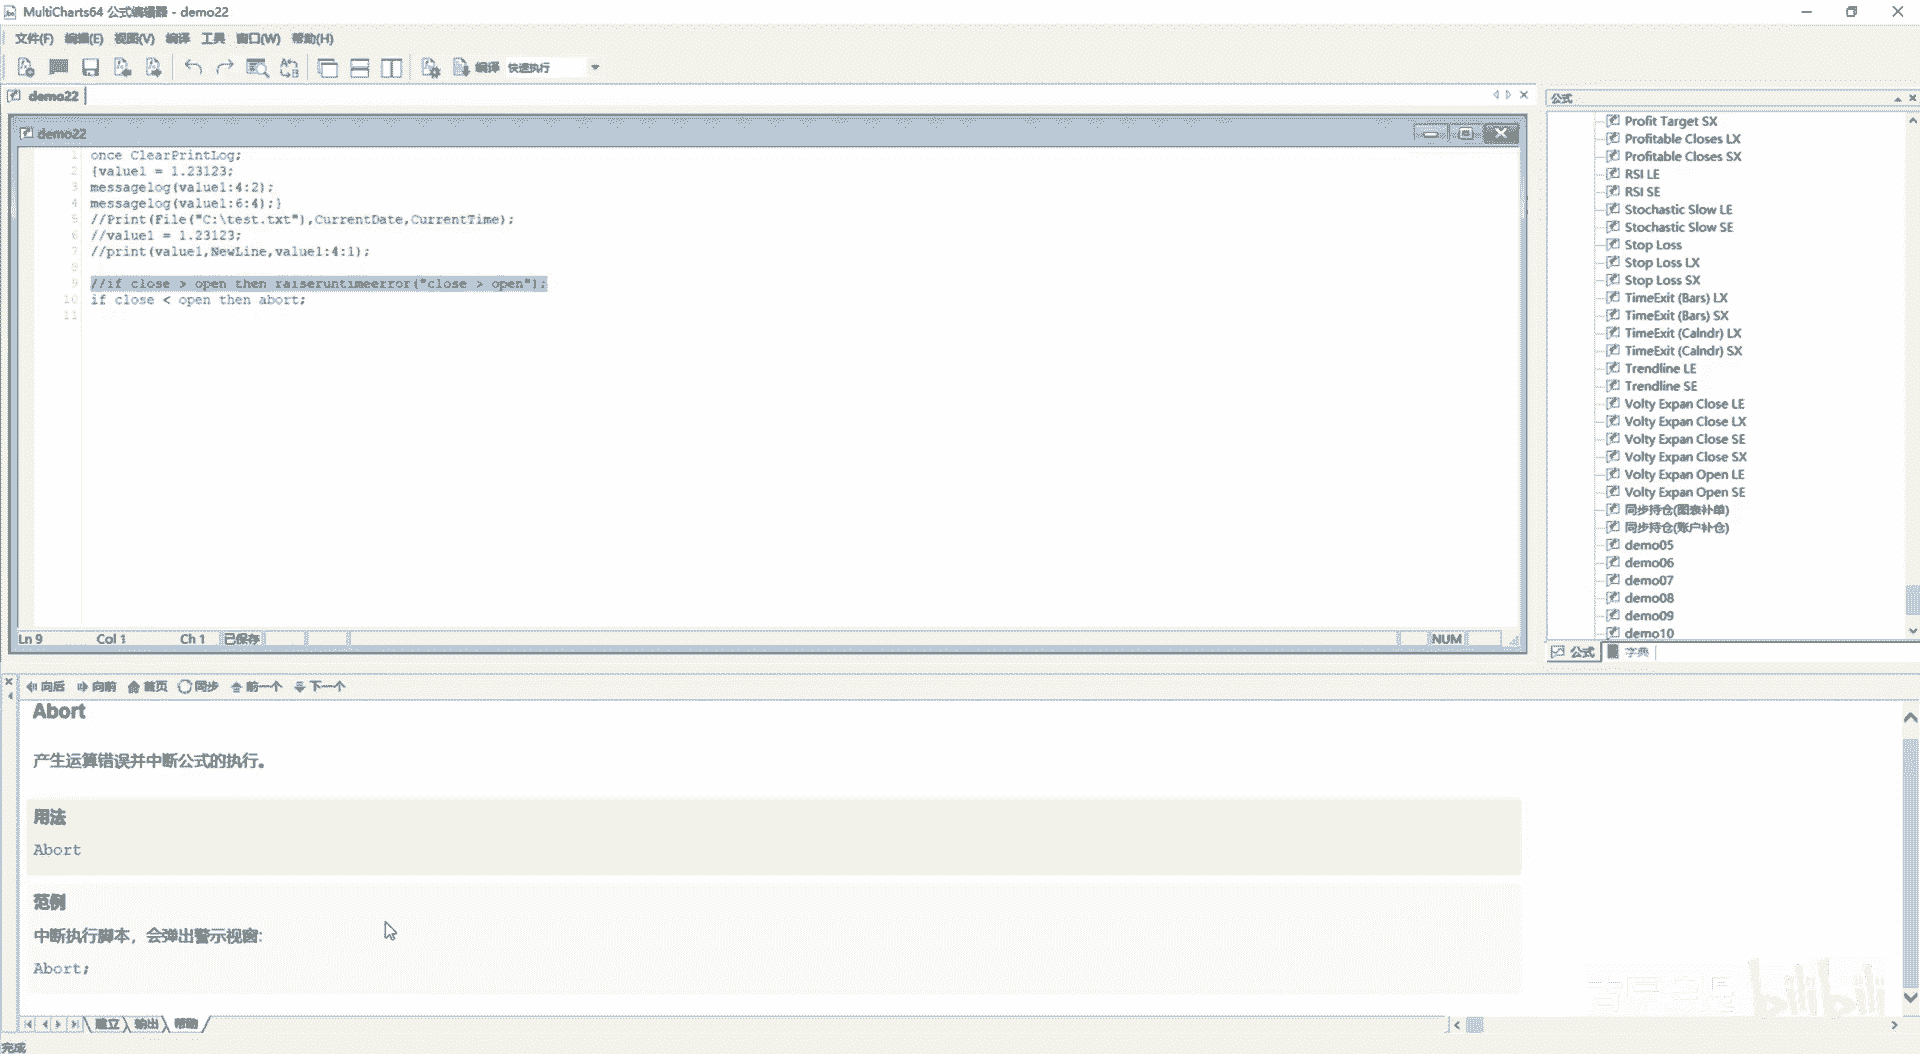 MultiCharts64 公式编辑器 - demo22
文件(F) 编辑(E) 视图(V) 编译 工具 窗口(W) 帮助(H)
编译 快速执行
demo22
demo22
1 once ClearPrintLog;
2 {value1 = 1.23123;
3 messagelog(value1:4:2);
4 messagelog(value1:6:4);}
5 //Print(File("C:\test.txt"),CurrentDate,CurrentTime);
6 //value1 = 1.23123;
7 //print(value1,NewLine,value1:4:1);
8
9 //if close > open then raiseruntimeerror("close > open");
10 if close < open then abort;
11
Ln 9 Col 1 Ch 1 已保存 NUM
公式
Profit Target SX
Profitable Closes LX
Profitable Closes SX
RSI LE
RSI SE
Stochastic Slow LE
Stochastic Slow SE
Stop Loss
Stop Loss LX
Stop Loss SX
TimeExit (Bars) LX
TimeExit (Bars) SX
TimeExit (Calndr) LX
TimeExit (Calndr) SX
Trendline LE
Trendline SE
Volty Expan Close LE
Volty Expan Close LX
Volty Expan Close SE
Volty Expan Close SX
Volty Expan Open LE
Volty Expan Open SE
同步持仓(图表补单)
同步持仓(账户补仓)
demo05
demo06
demo07
demo08
demo09
demo10
公式 字典
向后 向前 首页 同步 前一个 下一个
Abort
产生运算错误并中断公式的执行。
用法
Abort
范例
中断执行脚本，会弹出警示视窗:
Abort;
bilibili
建立 输出 帮助
完成